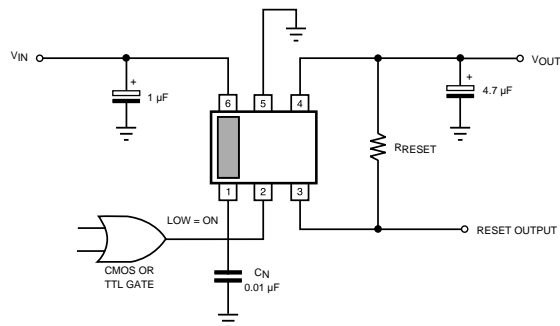 VIN
VOUT
+
1 µF
6
5
4
+
4.7 µF
RRESET
1
2
3
LOW = ON
RESET OUTPUT
CMOS OR
TTL GATE
CN
0.01 µF